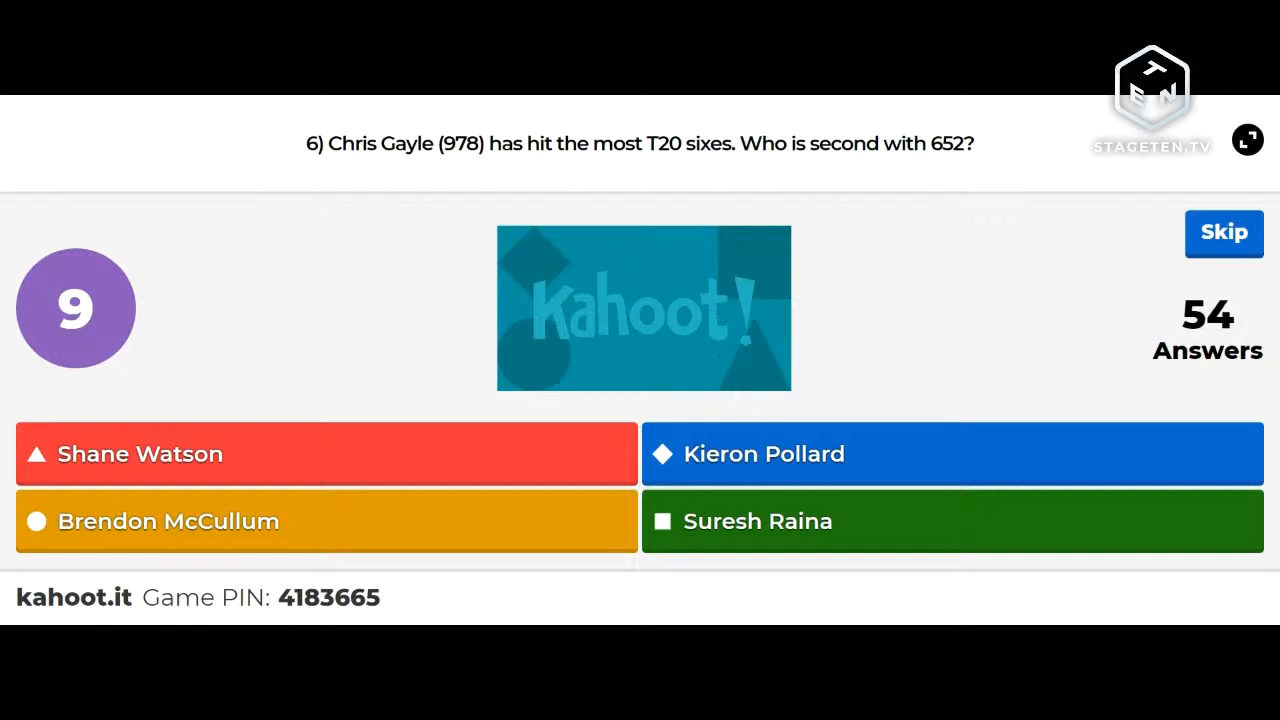 TEN
STAGETEN.TV
6) Chris Gayle (978) has hit the most T20 sixes. Who is second with 652?
Skip
9
Kahoot!
54
Answers
Shane Watson
Kieron Pollard
Brendon McCullum
Suresh Raina
kahoot.it Game PIN: 4183665